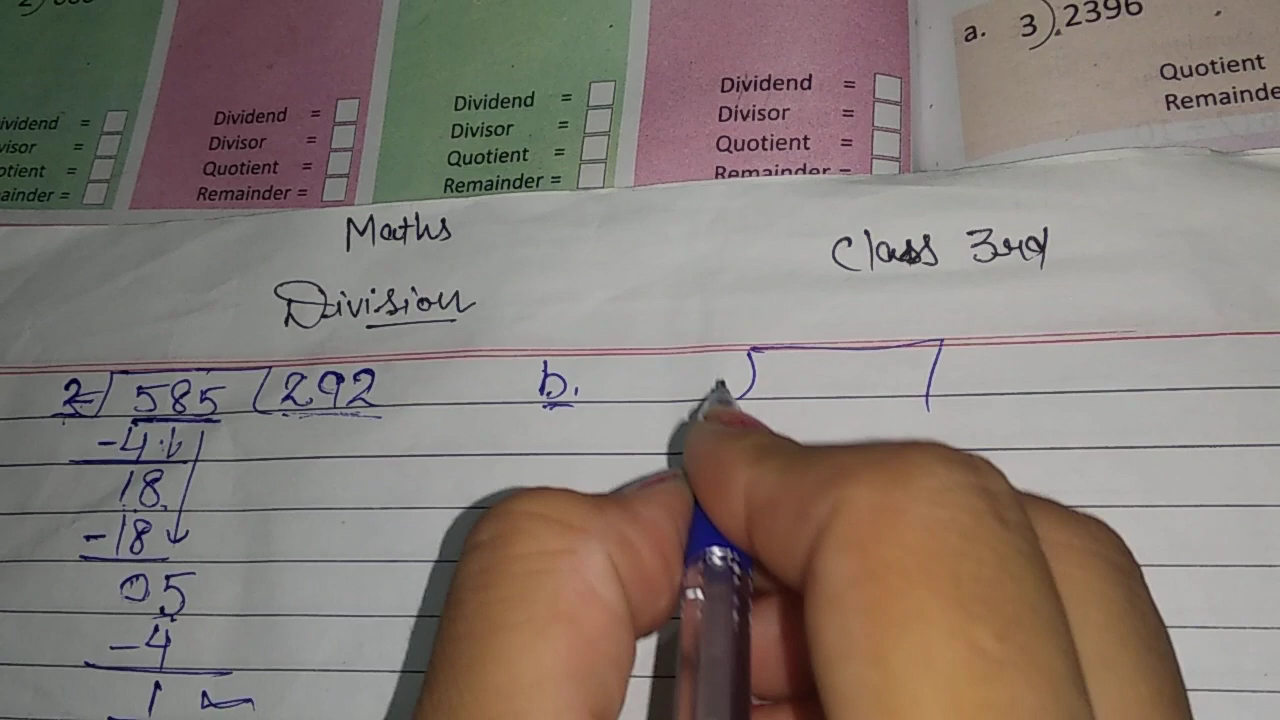 a. 3) 2396
Quotient
Dividend =
Divisor =
Quotient =
Remainder =
Dividend =
Divisor =
Quotient =
Remainder =
Dividend =
Divisor =
Quotient =
Remainder =
Maths
Class 3rd
Division
2) 585 (292
b.
-4
18
-18
05
-4
1